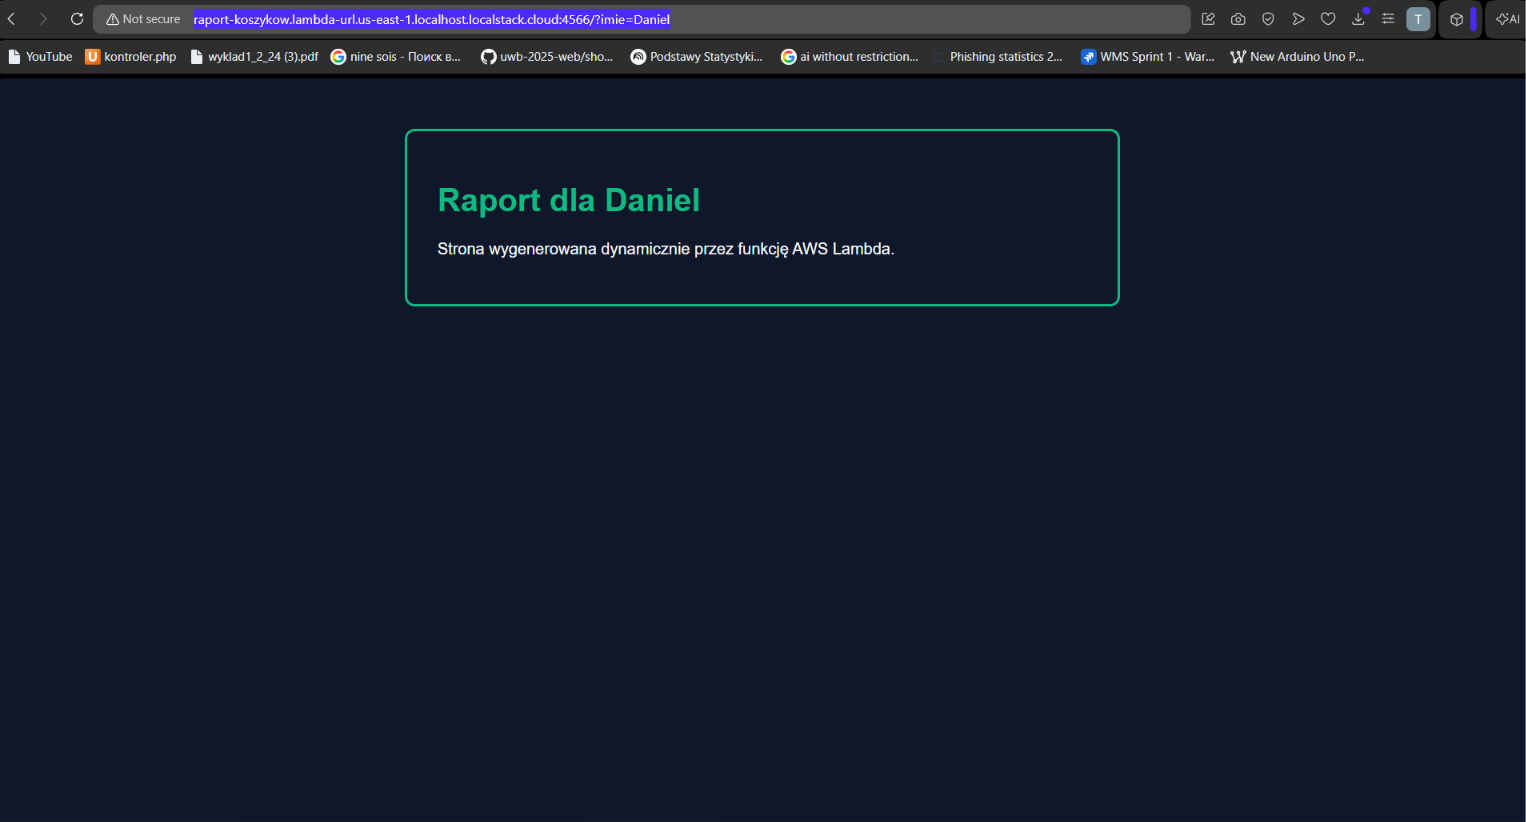 Not secure raport-koszykow.lambda-url.us-east-1.localhost.localstack.cloud:4566/?imie=Daniel T AI
YouTube U kontroler.php wyklad1_2_24 (3).pdf nine sois - Поиск в... uwb-2025-web/sho... Podstawy Statystyki... ai without restriction... Phishing statistics 2... WMS Sprint 1 - War... New Arduino Uno P...
Raport dla Daniel
Strona wygenerowana dynamicznie przez funkcję AWS Lambda.